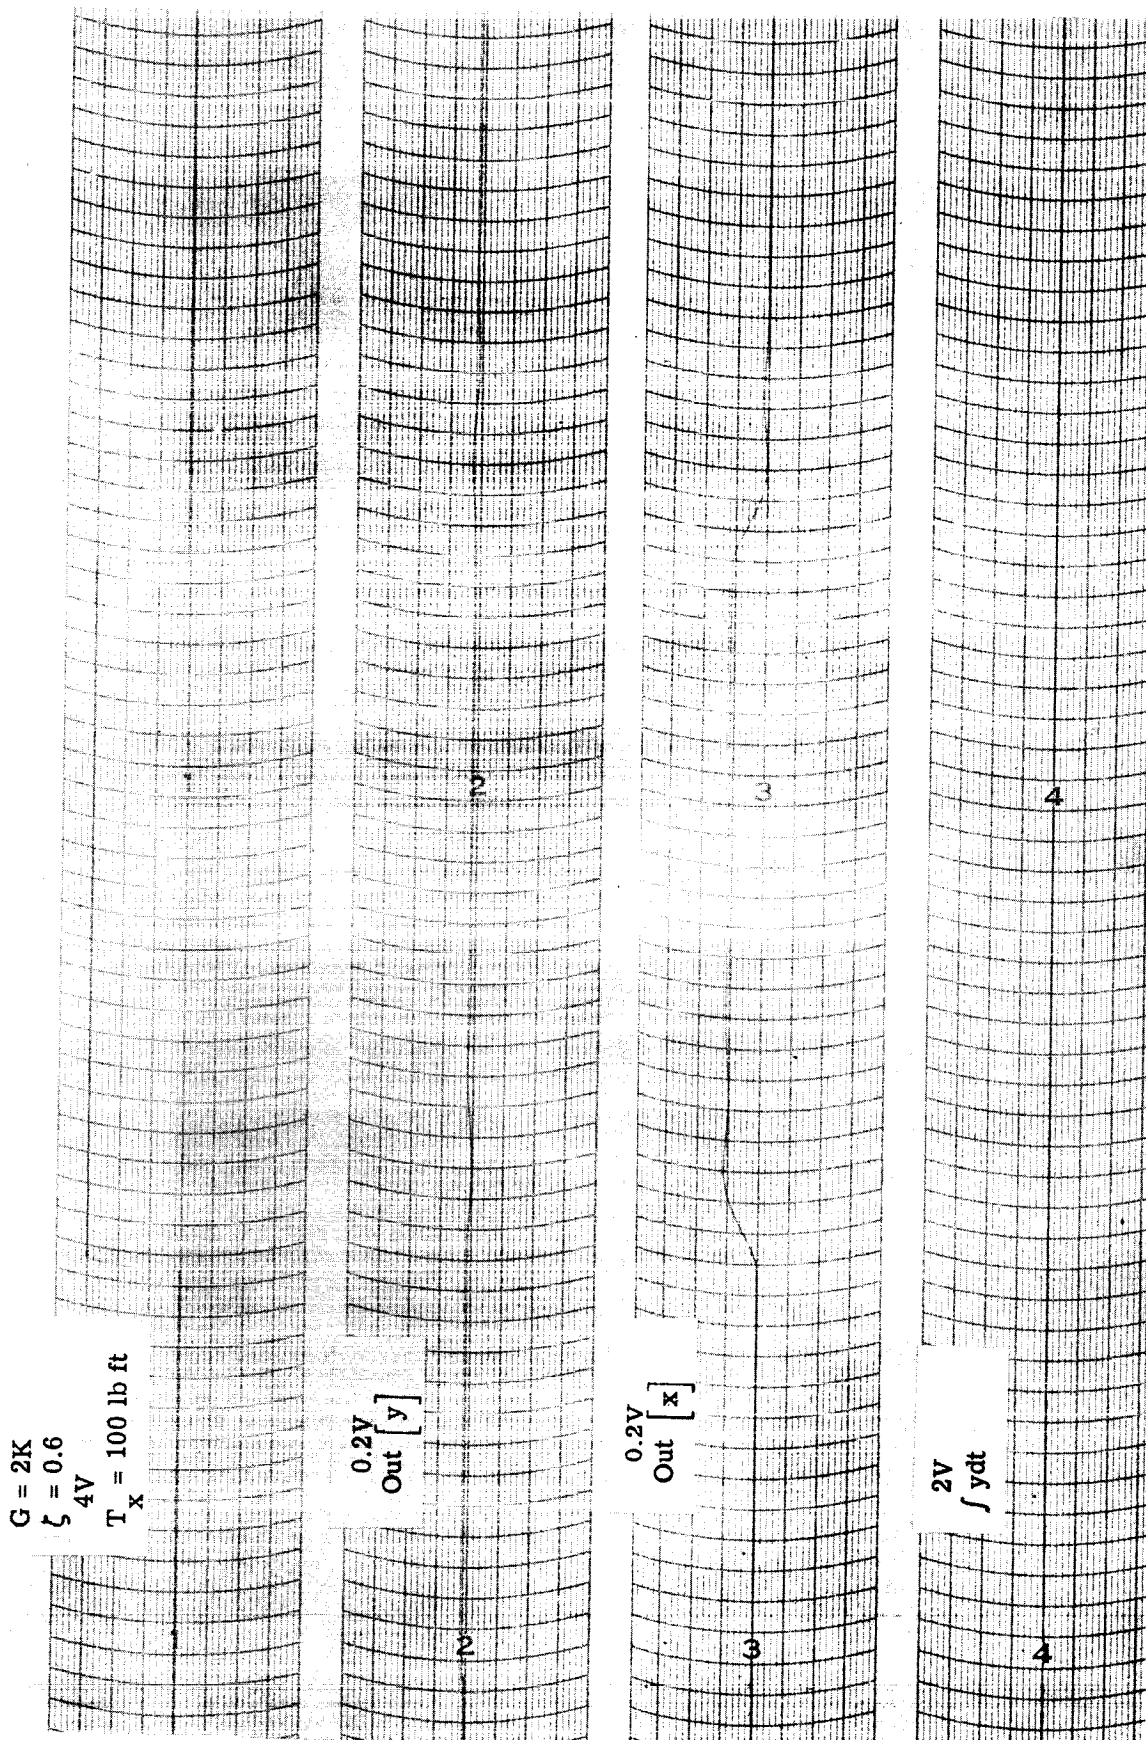 G = 2K
ζ = 0.6
4V
T_x = 100 lb ft
0.2V
Out [y]
0.2V
Out [x]
2V
∫ ydt
2
3
4
2
3
4